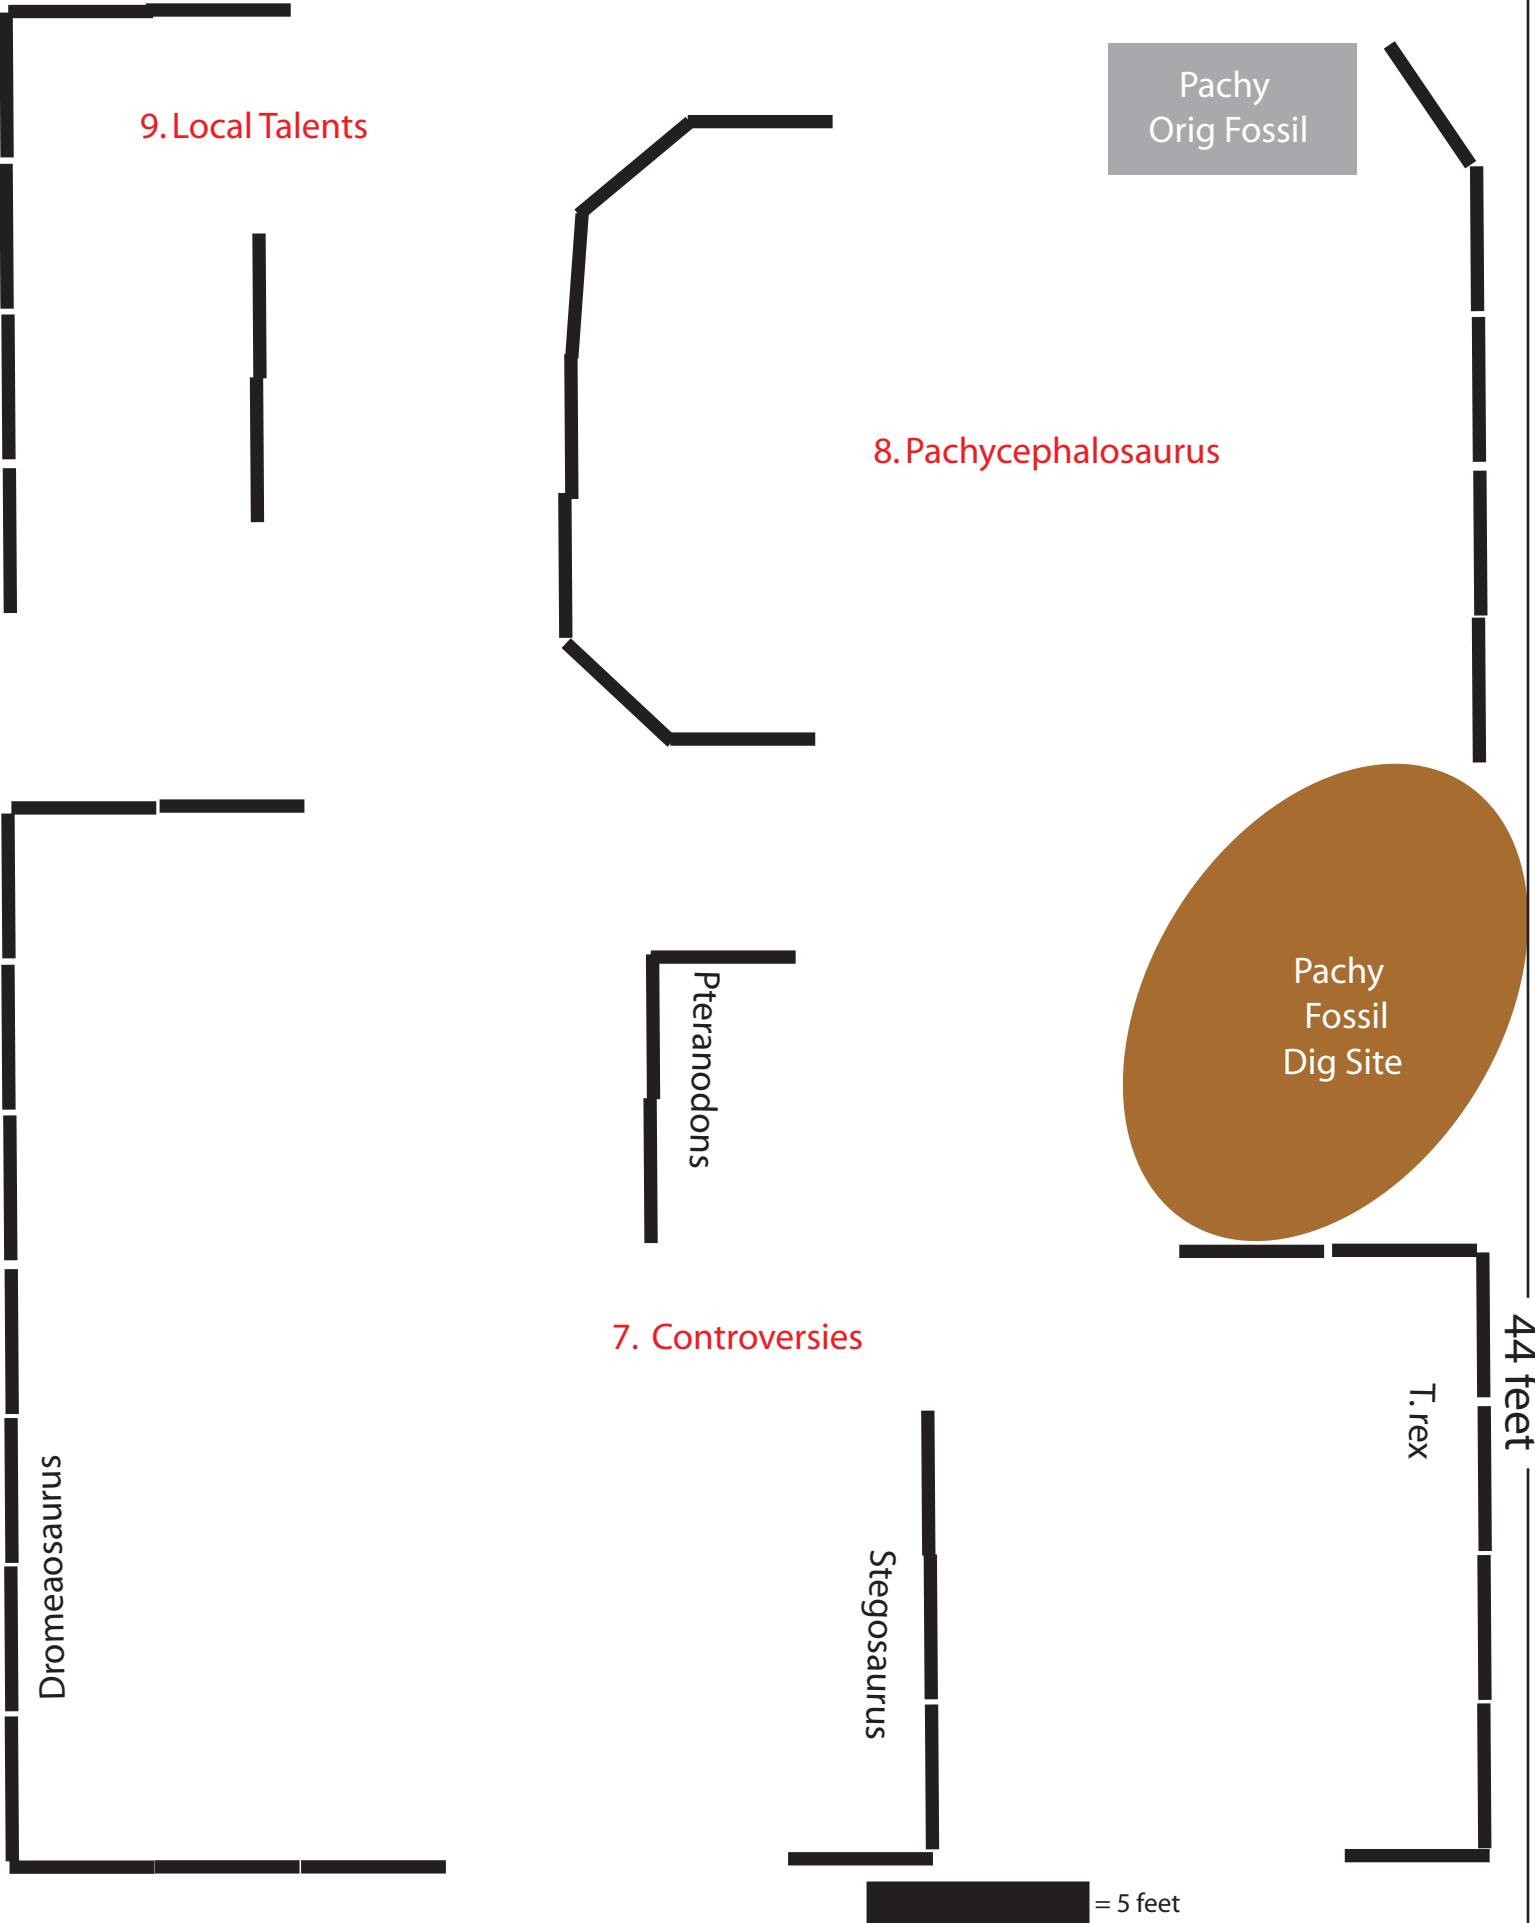 Pachy
Orig Fossil
9. Local Talents
8. Pachycephalosaurus
Pachy
Fossil
Dig Site
Pteranodons
7. Controversies
44 feet
T. rex
Dromeaosaurus
Stegosaurus
= 5 feet